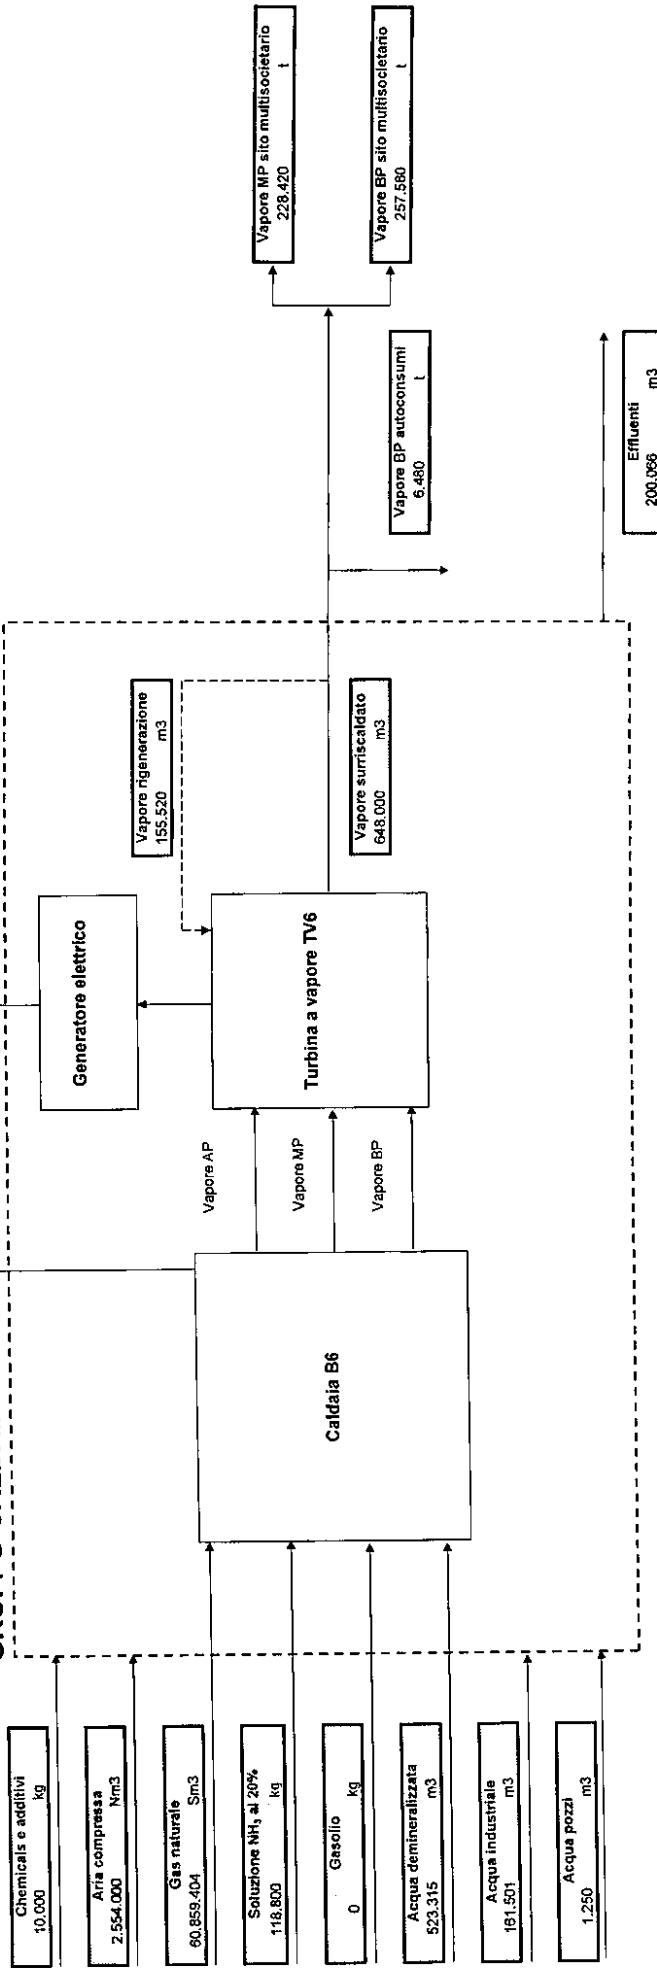 Chemicals e additivi
10.000 kg
Aria compressa
2.554.000 Nm3
Gas naturale
60.859.404 Sm3
Soluzione NH₃ al 20%
118.800 kg
Gasolio
0 kg
Acqua demineralizzata
523.315 m3
Acqua industriale
161.501 m3
Acqua pozzi
1.250 m3
Caldaia B6
Vapore AP
Vapore MP
Vapore BP
Generatore elettrico
Turbina a vapore TV6
Vapore rigenerazione
155.520 m3
Vapore surriscaldato
648.000 m3
Vapore BP autoconsumi
6.480 t
Effluenti
200.066 m3
Vapore MP sito multisocietario
228.420 t
Vapore BP sito multisocietario
257.580 t